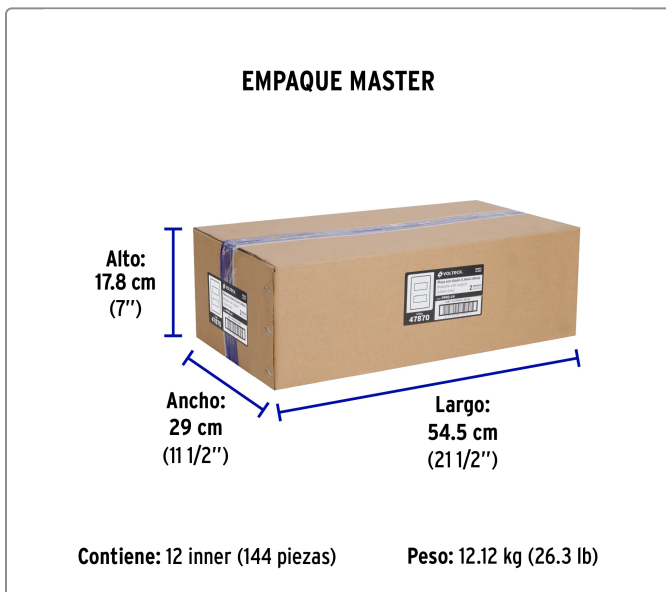 EMPAQUE MASTER
Alto:
17.8 cm
(7’’)
VOLTECK
47870
Ancho:
29 cm
(11 1/2’’)
Largo:
54.5 cm
(21 1/2’’)
Contiene: 12 inner (144 piezas)
Peso: 12.12 kg (26.3 lb)